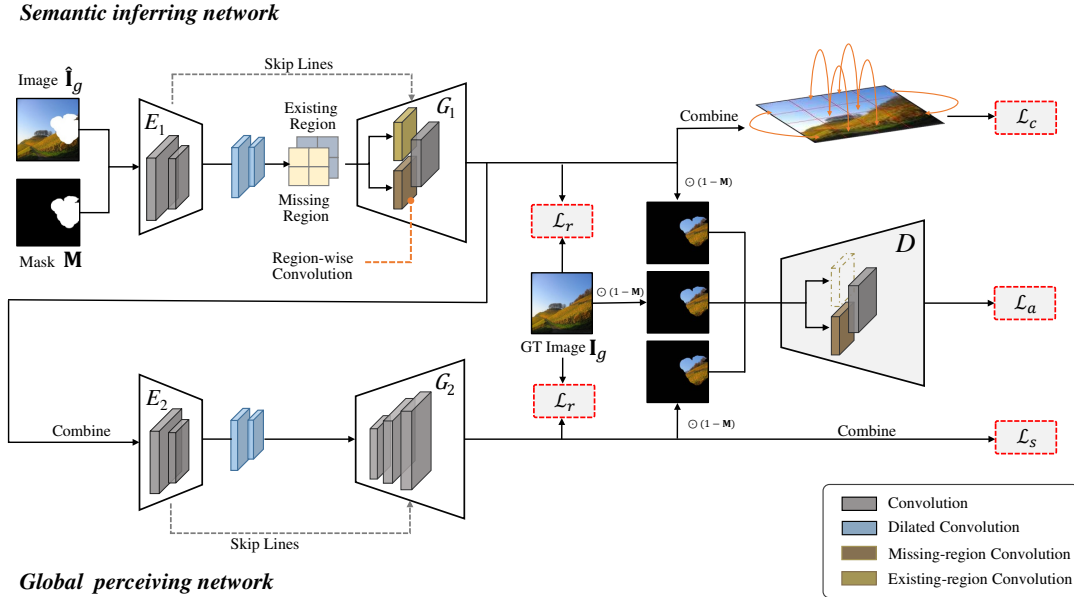 Semantic inferring network
Image Î_g
Mask M
E_1
Skip Lines
Existing
Region
Missing
Region
G_1
Region-wise
Convolution
Combine
ℒ_c
⊙ (1 − M)
ℒ_r
⊙ (1 − M)
GT Image I_g
D
ℒ_a
ℒ_r
⊙ (1 − M)
Combine
E_2
G_2
Combine
ℒ_s
Skip Lines
Convolution
Dilated Convolution
Missing-region Convolution
Existing-region Convolution
Global perceiving network